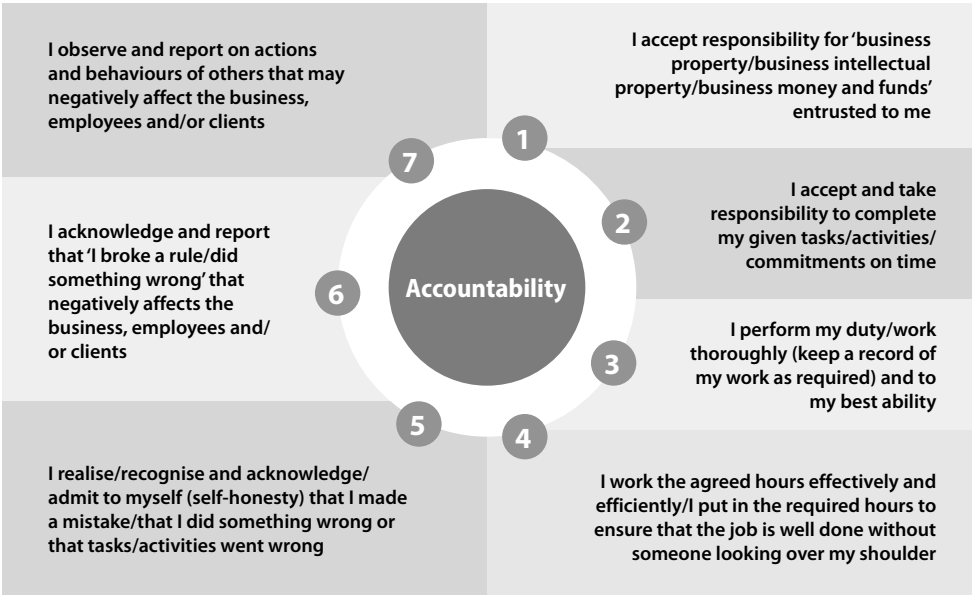 Accountability
1
I accept responsibility for ‘business
property/business intellectual
property/business money and funds’
entrusted to me
2
I accept and take
responsibility to complete
my given tasks/activities/
commitments on time
3
I perform my duty/work
thoroughly (keep a record of
my work as required) and to
my best ability
4
I work the agreed hours effectively and
efficiently/I put in the required hours to
ensure that the job is well done without
someone looking over my shoulder
5
I realise/recognise and acknowledge/
admit to myself (self-honesty) that I made
a mistake/that I did something wrong or
that tasks/activities went wrong
6
I acknowledge and report
that ‘I broke a rule/did
something wrong’ that
negatively affects the
business, employees and/
or clients
7
I observe and report on actions
and behaviours of others that may
negatively affect the business,
employees and/or clients